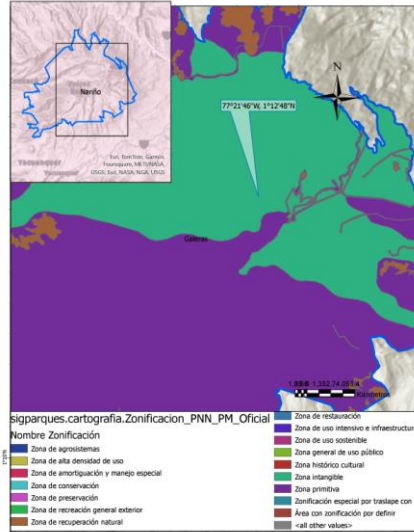 Nariño
Yacuanquer
Esri, TomTom, Garmin,
Foursquare, METI/NASA,
USGS; Esri, NASA, NGA, USGS
N
77°21'46"W, 1°12'48"N
Galeras
Kilometros
sigparques.cartografia.Zonificacion_PNN_PM_Oficial
Nombre Zonificación
Zona de agrosistemas
Zona de alta densidad de uso
Zona de amortiguación y manejo especial
Zona de conservación
Zona de preservación
Zona de recreación general exterior
Zona de recuperación natural
Zona de restauración
Zona de uso intensivo e infraestructur
Zona de uso sostenible
Zona general de uso público
Zona histórico cultural
Zona intangible
Zona primitiva
Zonificación especial por traslape con
Área con zonificación por definir
<all other values>